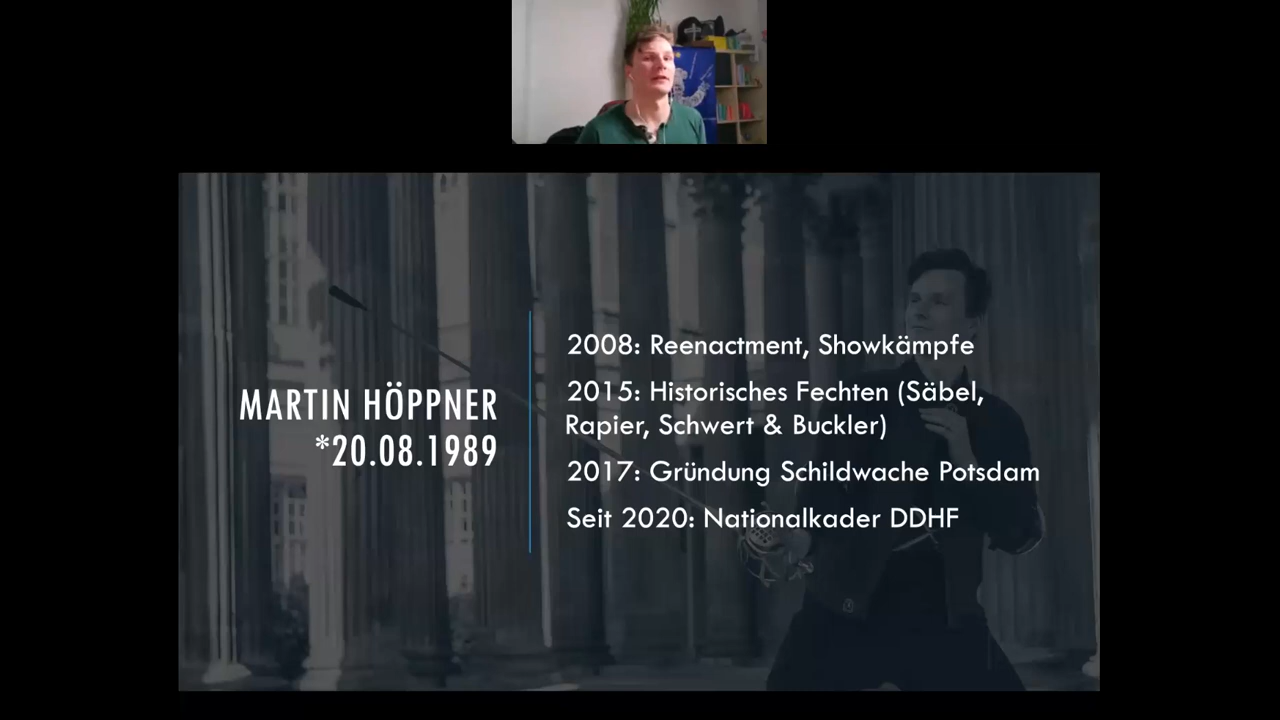 MARTIN HÖPPNER
*20.08.1989
2008: Reenactment, Showkämpfe
2015: Historisches Fechten (Säbel,
Rapier, Schwert & Buckler)
2017: Gründung Schildwache Potsdam
Seit 2020: Nationalkader DDHF